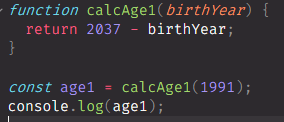 function calcAge1(birthYear) {
  return 2037 - birthYear;
}

const age1 = calcAge1(1991);
console.log(age1);